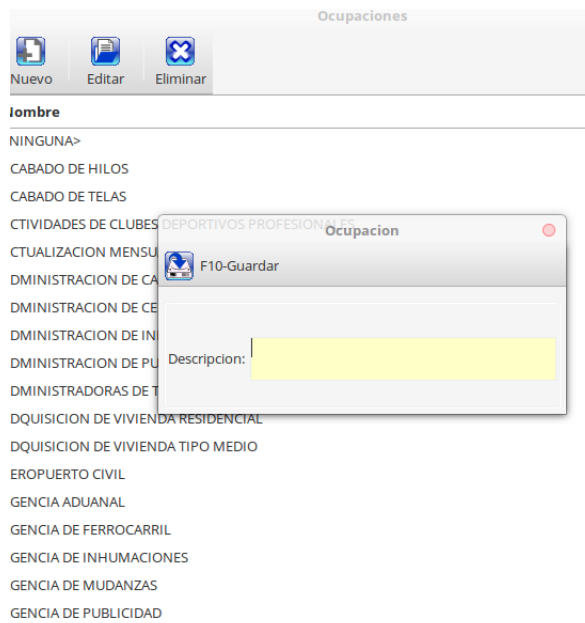 Ocupaciones
Nuevo Editar Eliminar
Nombre
NINGUNA>
CABADO DE HILOS
CABADO DE TELAS
CTIVIDADES DE CLUBES DEPORTIVOS PROFESIONALES
Ocupacion
CTUALIZACION MENSU
F10-Guardar
DMINISTRACION DE CA
DMINISTRACION DE CE
DMINISTRACION DE IN
DMINISTRACION DE PU
Descripcion:
DMINISTRADORAS DE T
DQUISICION DE VIVIENDA RESIDENCIAL
DQUISICION DE VIVIENDA TIPO MEDIO
EROPUERTO CIVIL
GENCIA ADUANAL
GENCIA DE FERROCARRIL
GENCIA DE INHUMACIONES
GENCIA DE MUDANZAS
GENCIA DE PUBLICIDAD